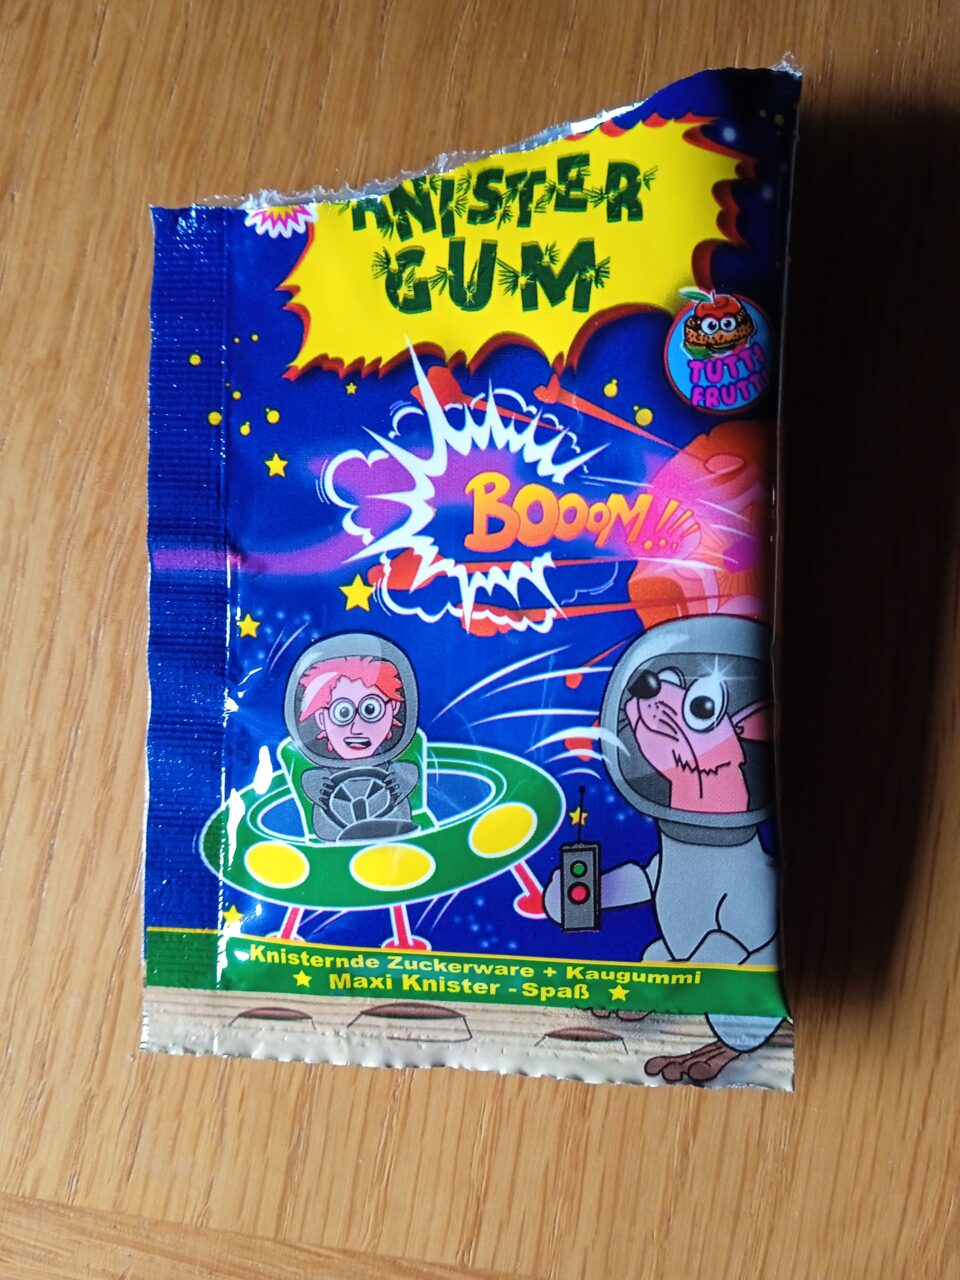 KNISTER
GUM
TUTTI
FRUTTI
BOOOM!!!
Knisternde Zuckerware + Kaugummi
Maxi Knister - Spaß